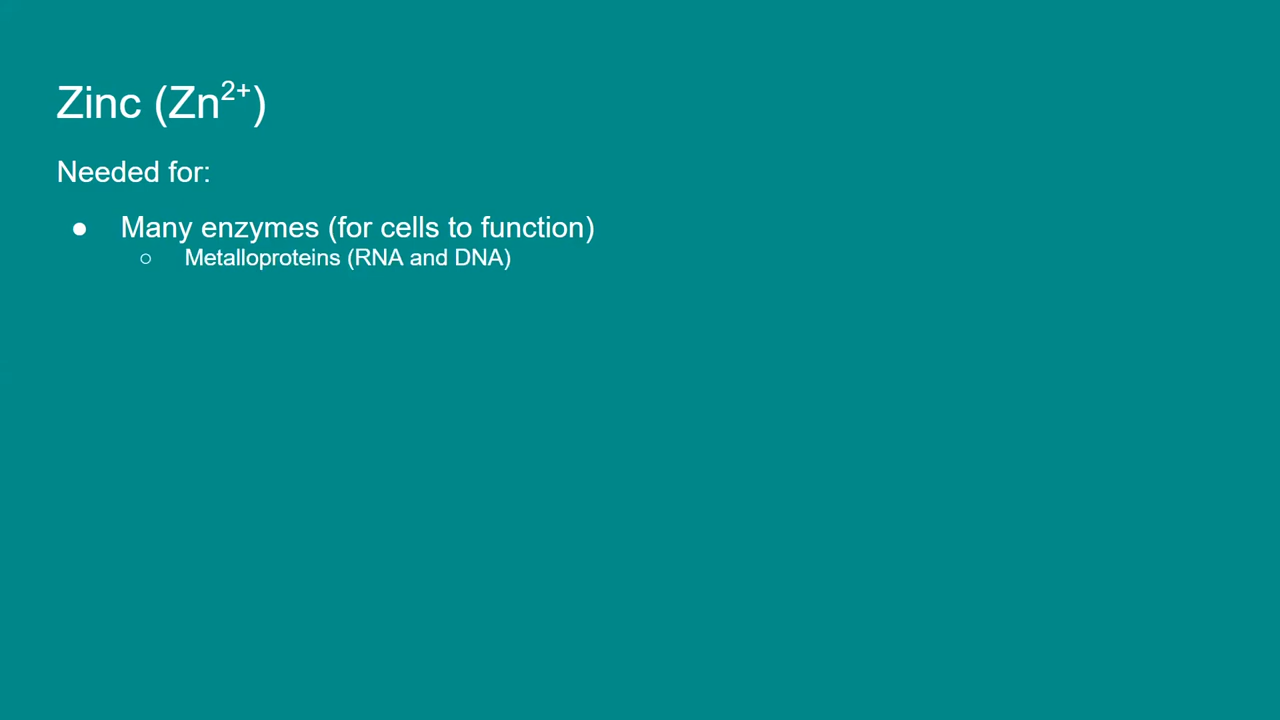 Zinc (Zn²⁺)
Needed for:
● Many enzymes (for cells to function)
○ Metalloproteins (RNA and DNA)